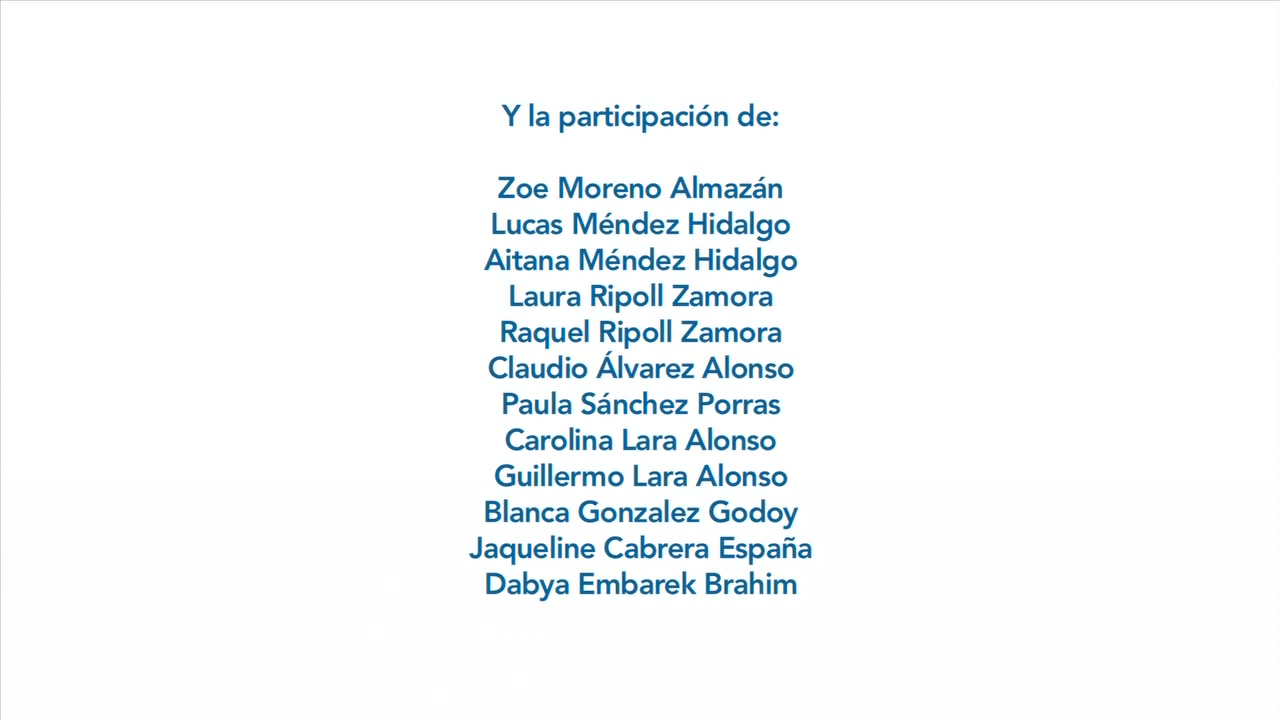 Y la participación de:
Zoe Moreno Almazán
Lucas Méndez Hidalgo
Aitana Méndez Hidalgo
Laura Ripoll Zamora
Raquel Ripoll Zamora
Claudio Álvarez Alonso
Paula Sánchez Porras
Carolina Lara Alonso
Guillermo Lara Alonso
Blanca Gonzalez Godoy
Jaqueline Cabrera España
Dabya Embarek Brahim